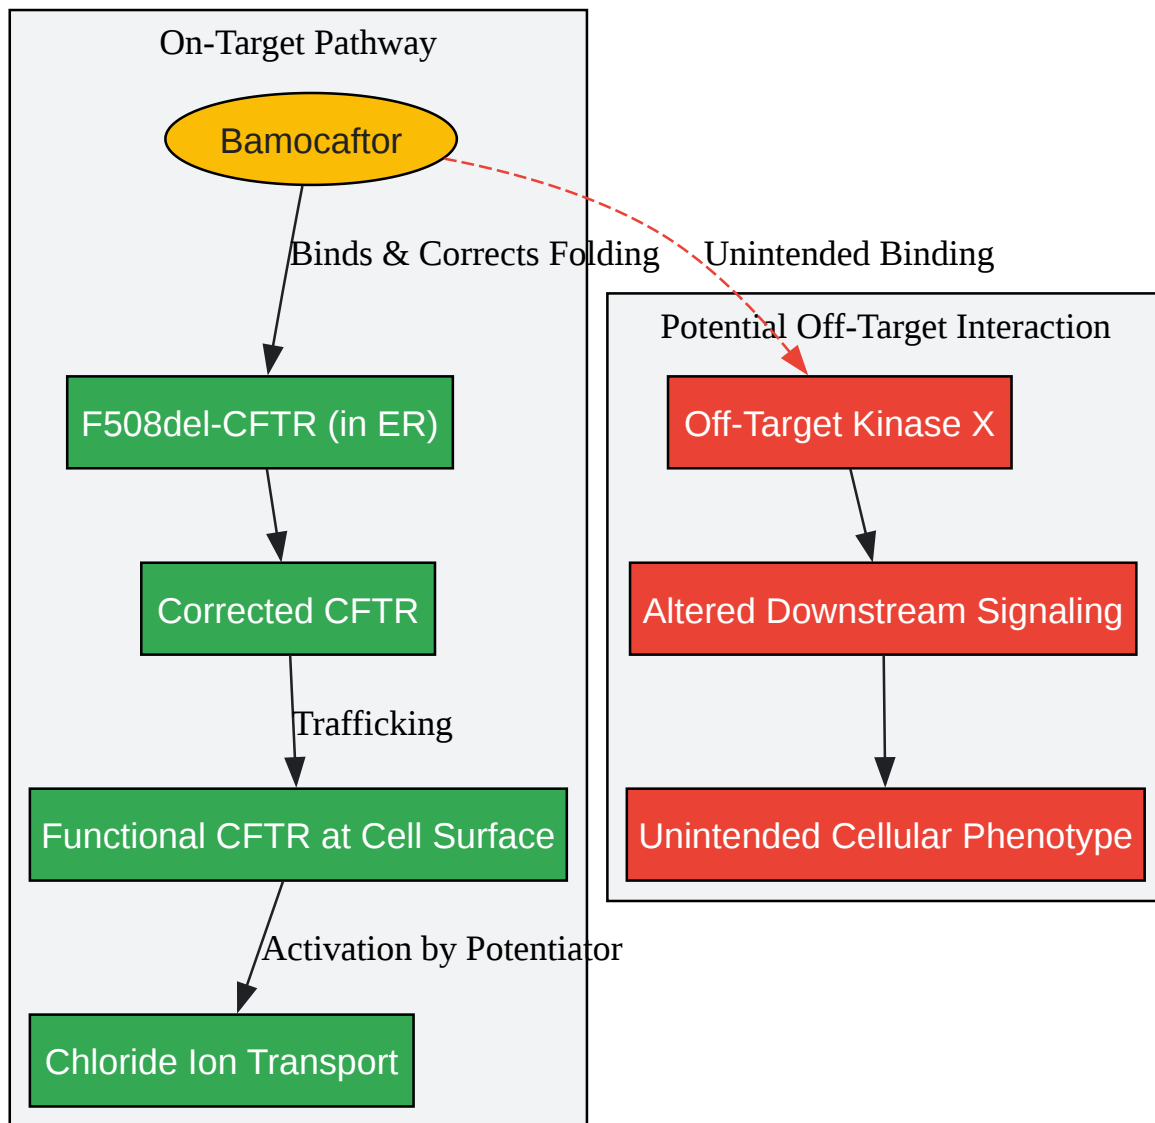 On-Target Pathway
Bamocaftor
Binds & Corrects Folding
Unintended Binding
Potential Off-Target Interaction
F508del-CFTR (in ER)
Off-Target Kinase X
Corrected CFTR
Altered Downstream Signaling
Trafficking
Functional CFTR at Cell Surface
Unintended Cellular Phenotype
Activation by Potentiator
Chloride Ion Transport